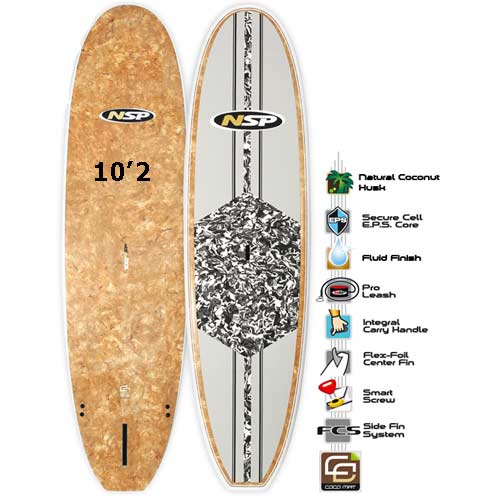 NSP
10'2
NSP
Natural Coconut
Husk
EPS
Secure Cell
E.P.S. Core
Fluid Finish
Pro
Leash
Integral
Carry Handle
Flex-Foil
Center Fin
Smart
Screw
FCS
Side Fin
System
COCO MAT